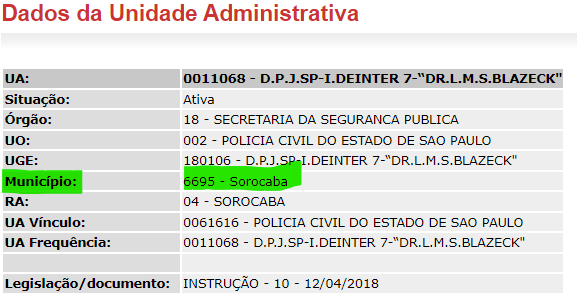 Dados da Unidade Administrativa
UA: 0011068 - D.P.J.SP-I.DEINTER 7-“DR.L.M.S.BLAZECK"
Situação: Ativa
Órgão: 18 - SECRETARIA DA SEGURANCA PUBLICA
UO: 002 - POLICIA CIVIL DO ESTADO DE SAO PAULO
UGE: 180106 - D.P.J.SP-I.DEINTER 7-“DR.L.M.S.BLAZECK"
Município: 6695 - Sorocaba
RA: 04 - SOROCABA
UA Vínculo: 0061616 - POLICIA CIVIL DO ESTADO DE SAO PAULO
UA Frequência: 0011068 - D.P.J.SP-I.DEINTER 7-“DR.L.M.S.BLAZECK"
Legislação/documento: INSTRUÇÃO - 10 - 12/04/2018